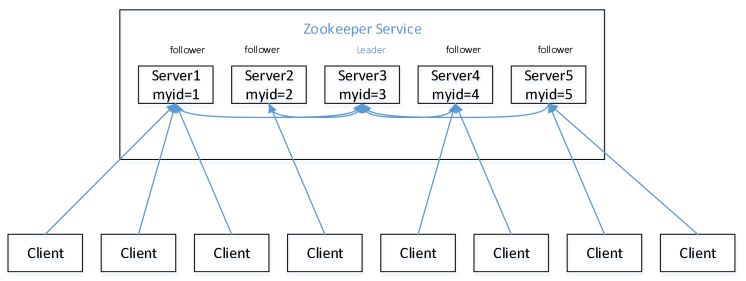 Zookeeper Service
follower follower Leader follower follower
Server1 Server2 Server3 Server4 Server5
myid=1 myid=2 myid=3 myid=4 myid=5
Client Client Client Client Client Client Client Client